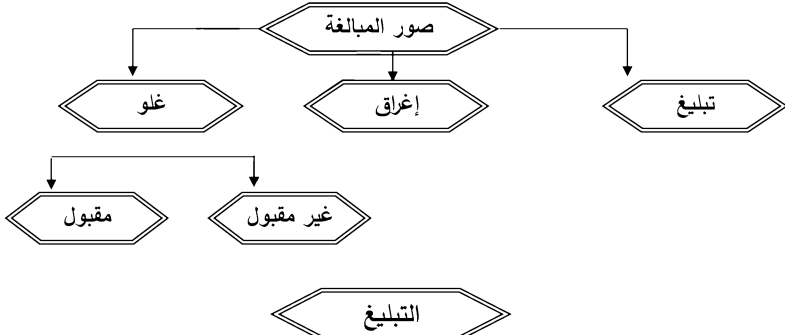 صور المبالغة
تبليغ إغراق غلو
غير مقبول مقبول
التبليغ